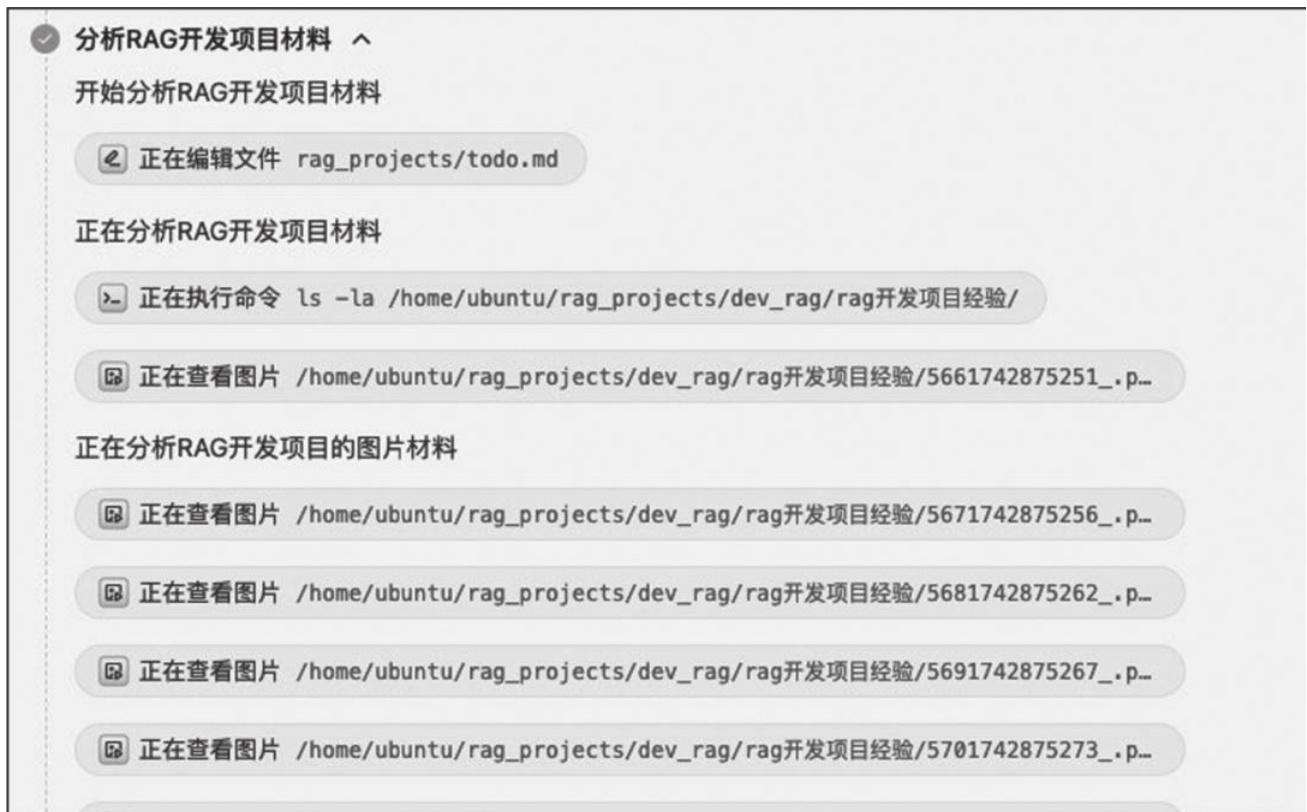 分析RAG开发项目材料
开始分析RAG开发项目材料
正在编辑文件 rag_projects/todo.md
正在分析RAG开发项目材料
正在执行命令 ls -la /home/ubuntu/rag_projects/dev_rag/rag开发项目经验/
正在查看图片 /home/ubuntu/rag_projects/dev_rag/rag开发项目经验/5661742875251_.p…
正在分析RAG开发项目的图片材料
正在查看图片 /home/ubuntu/rag_projects/dev_rag/rag开发项目经验/5671742875256_.p…
正在查看图片 /home/ubuntu/rag_projects/dev_rag/rag开发项目经验/5681742875262_.p…
正在查看图片 /home/ubuntu/rag_projects/dev_rag/rag开发项目经验/5691742875267_.p…
正在查看图片 /home/ubuntu/rag_projects/dev_rag/rag开发项目经验/5701742875273_.p…